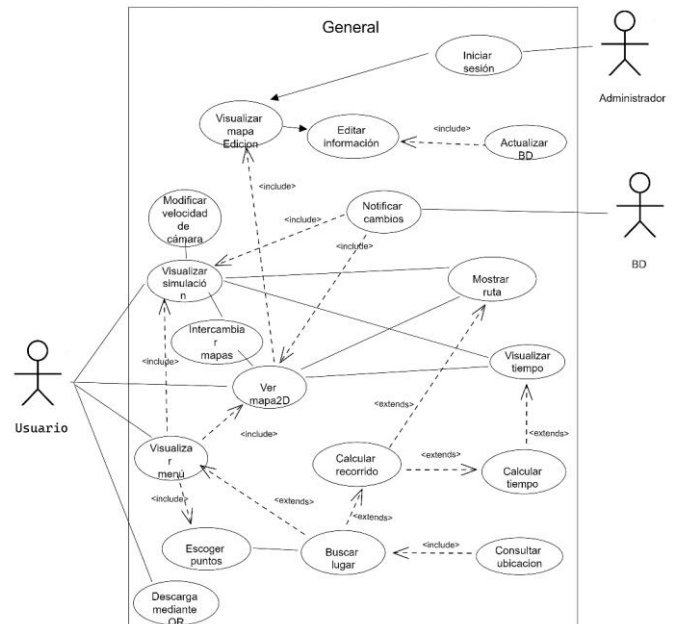 General
Iniciar
sesión
Administrador
Visualizar
mapa
Edicion
Editar
información
<include>
Actualizar
BD
<include>
Modificar
velocidad
de
cámara
<include>
Notificar
cambios
<include>
BD
Visualizar
simulació
n
Mostrar
ruta
Intercambia
r
mapas
<include>
Visualizar
tiempo
Ver
mapa2D
Usuario
<extends>
<include>
<extends>
Visualiza
r
menú
Calcular
recorrido
<extends>
Calcular
tiempo
<include>
<extends>
<extends>
Escoger
puntos
Buscar
lugar
<include>
Consultar
ubicacion
Descarga
mediante
QR